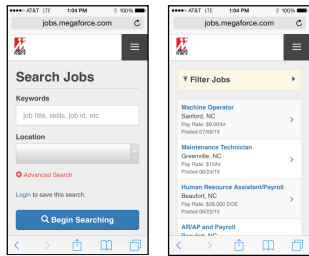 AT&T LTE 1:04 PM 100%
jobs.megaforce.com
Search Jobs
Keywords
job title, skills, job id, etc.
Location
Advanced Search
Login to save this search.
Begin Searching
AT&T LTE 1:04 PM 100%
jobs.megaforce.com
Filter Jobs
Machine Operator
Sanford, NC
Pay Rate: $9.00/hr
Posted 07/09/15
Maintenance Technician
Greenville, NC
Pay Rate: $15/hr
Posted 06/24/15
Human Resource Assistant/Payroll
Beaufort, NC
Pay Rate: $28,000 DOE
Posted 06/22/15
AR/AP and Payroll
Beaufort, NC